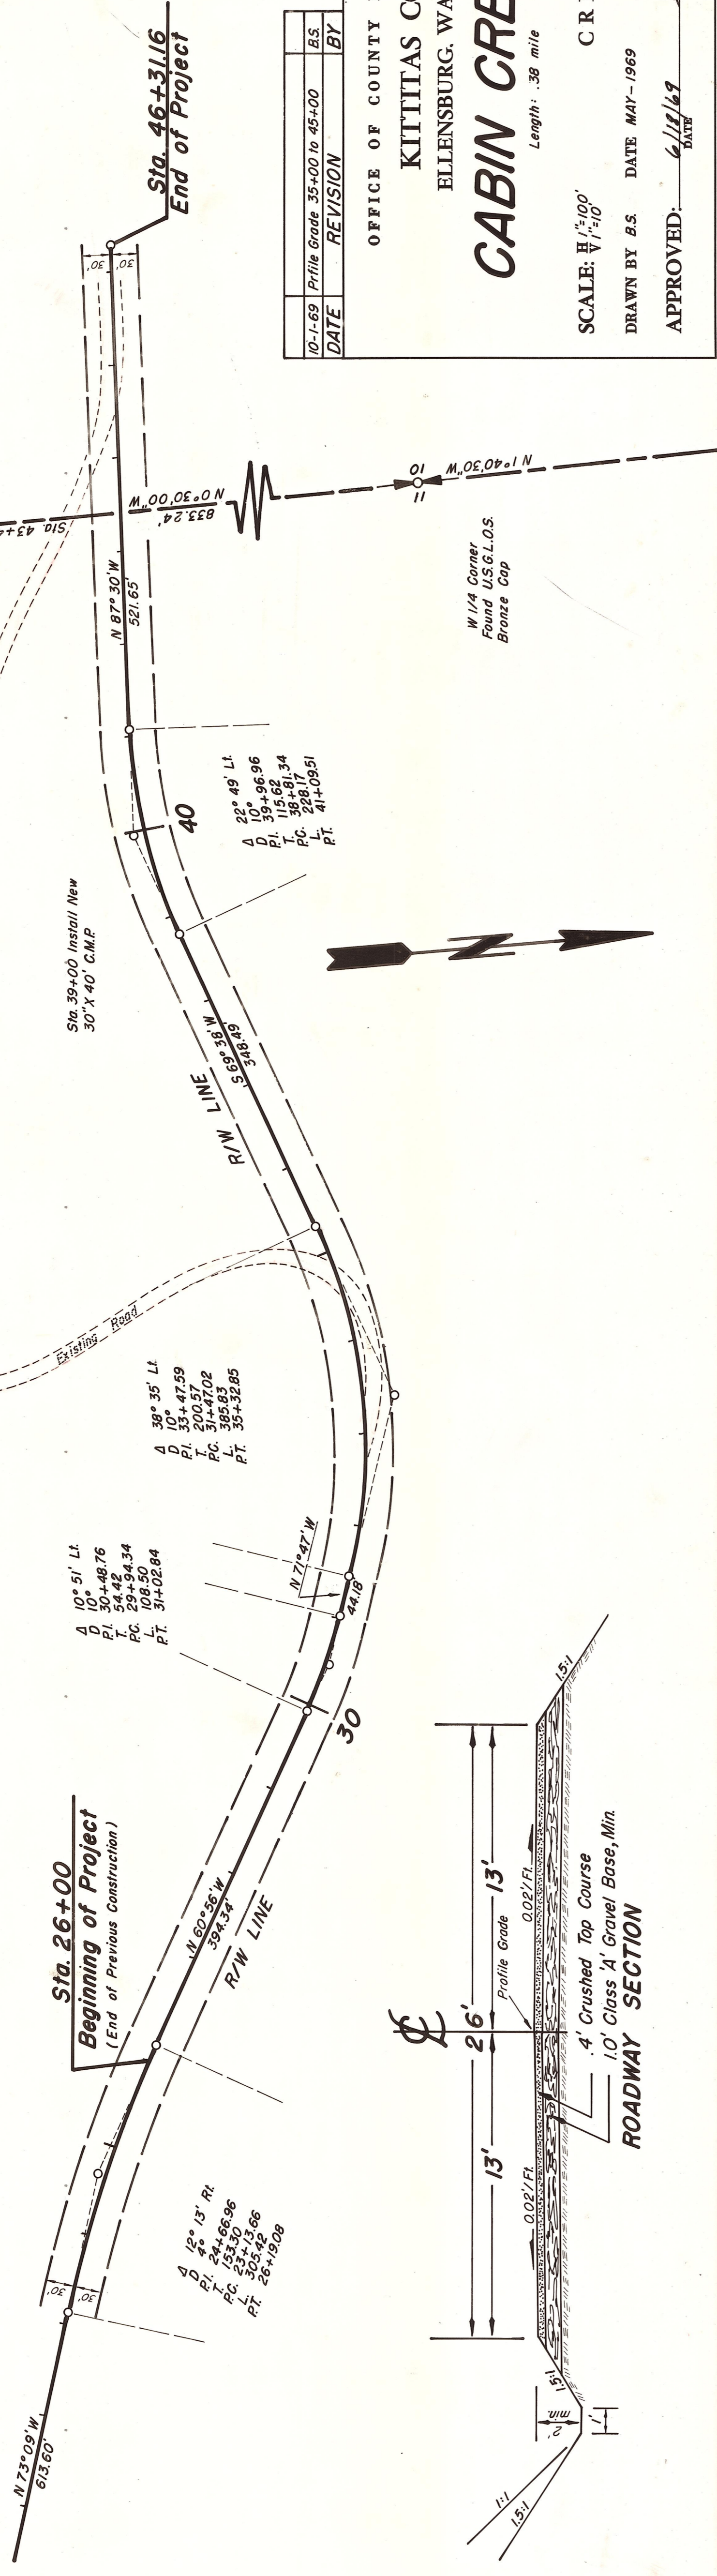 N 73°09' W
613.60'
30'
30'
Δ 12° 13' Rt.
D 4°
P.I. 24+66.96
T. 153.30
P.C. 23+13.66
L. 305.42
P.T. 26+19.08
Sta. 26+00
Beginning of Project
(End of Previous Construction)
N 60°56' W
394.34'
R/W LINE
30
Δ 10° 51' Lt.
D 10°
P.I. 30+48.76
T. 54.42
P.C. 29+94.34
L. 108.50
P.T. 31+02.84
N 71°47' W
44.18'
Δ 38° 35' Lt.
D 10°
P.I. 33+47.59
T. 200.57
P.C. 31+47.02
L. 385.83
P.T. 35+32.85
Existing Road
R/W LINE
S 69°38' W
348.49
Sta. 39+00 Install New
30" X 40' C.M.P.
40
Δ 22° 49' Lt.
D 10°
P.I. 39+96.96
T. 115.62
P.C. 38+81.34
L. 228.17
P.T. 41+09.51
N 87°30' W
521.65'
Sta. 43+
833.24'
N 0°30'00" W
11 10
N 1°40'30" W
W 1/4 Corner
Found U.S.G.L.O.S.
Bronze Cap
30'
30'
Sta. 46+31.16
End of Project
N
1:1
1.5:1
2' min.
1'
1.5:1
13'
26'
13'
0.02'/Ft.
Profile Grade
0.02'/Ft.
1.5:1
.4' Crushed Top Course
1.0' Class 'A' Gravel Base, Min.
ROADWAY SECTION
10-1-69 Prfile Grade 35+00 to 45+00 B.S.
DATE REVISION BY
OFFICE OF COUNTY
KITTITAS CO
ELLENSBURG. WA
CABIN CRE
Length: .38 mile
SCALE: H 1"=100'
V 1"=10'
C R
DRAWN BY B.S. DATE MAY-1969
APPROVED: 6/18/69
DATE